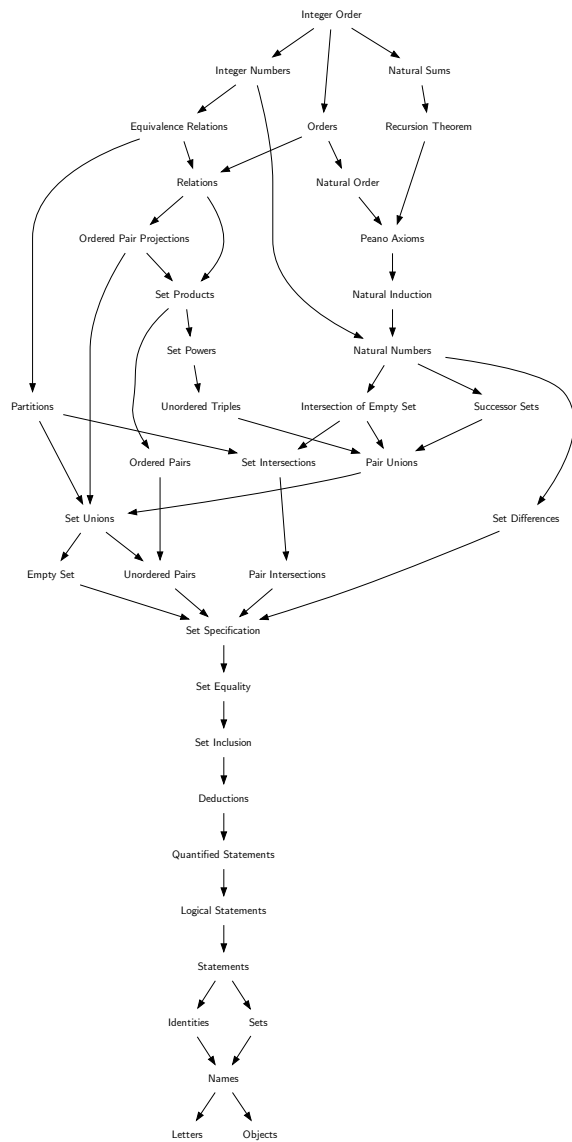 Integer Order
Integer Numbers
Natural Sums
Equivalence Relations
Orders
Recursion Theorem
Relations
Natural Order
Ordered Pair Projections
Peano Axioms
Set Products
Natural Induction
Set Powers
Natural Numbers
Partitions
Unordered Triples
Intersection of Empty Set
Successor Sets
Ordered Pairs
Set Intersections
Pair Unions
Set Unions
Set Differences
Empty Set
Unordered Pairs
Pair Intersections
Set Specification
Set Equality
Set Inclusion
Deductions
Quantified Statements
Logical Statements
Statements
Identities
Sets
Names
Letters
Objects